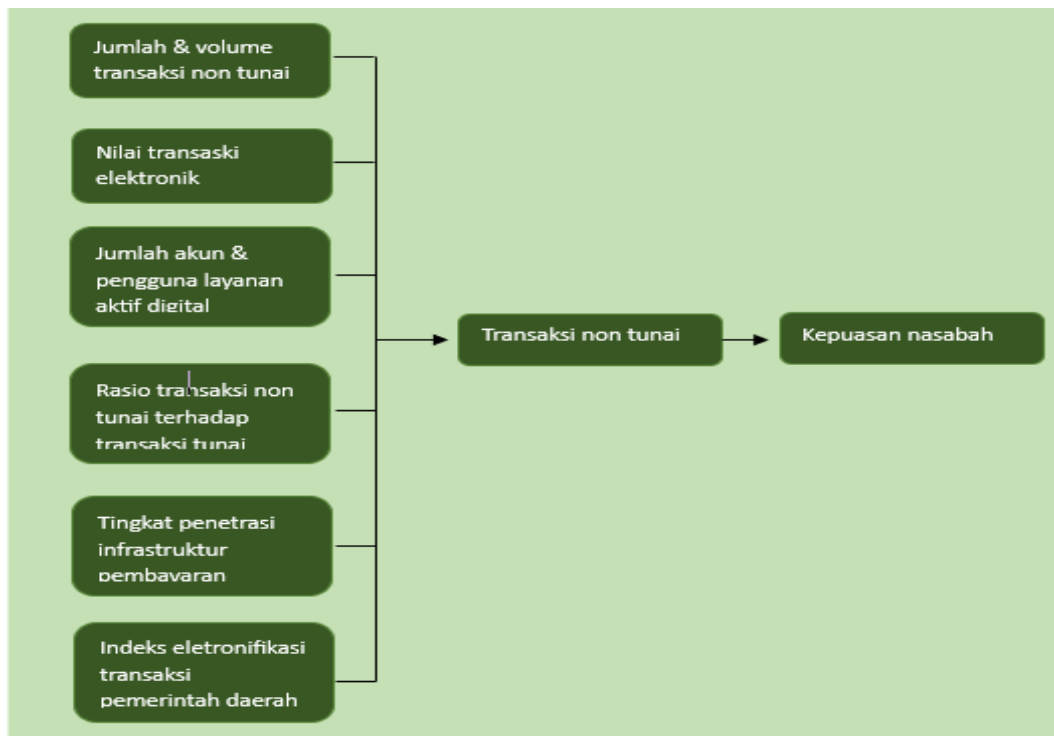 Jumlah & volume
transaksi non tunai
Nilai transaski
elektronik
Jumlah akun &
pengguna layanan
aktif digital
Rasio transaksi non
tunai terhadap
transaksi tunai
Tingkat penetrasi
infrastruktur
pembayaran
Indeks eletronifikasi
transaksi
pemerintah daerah
Transaksi non tunai
Kepuasan nasabah